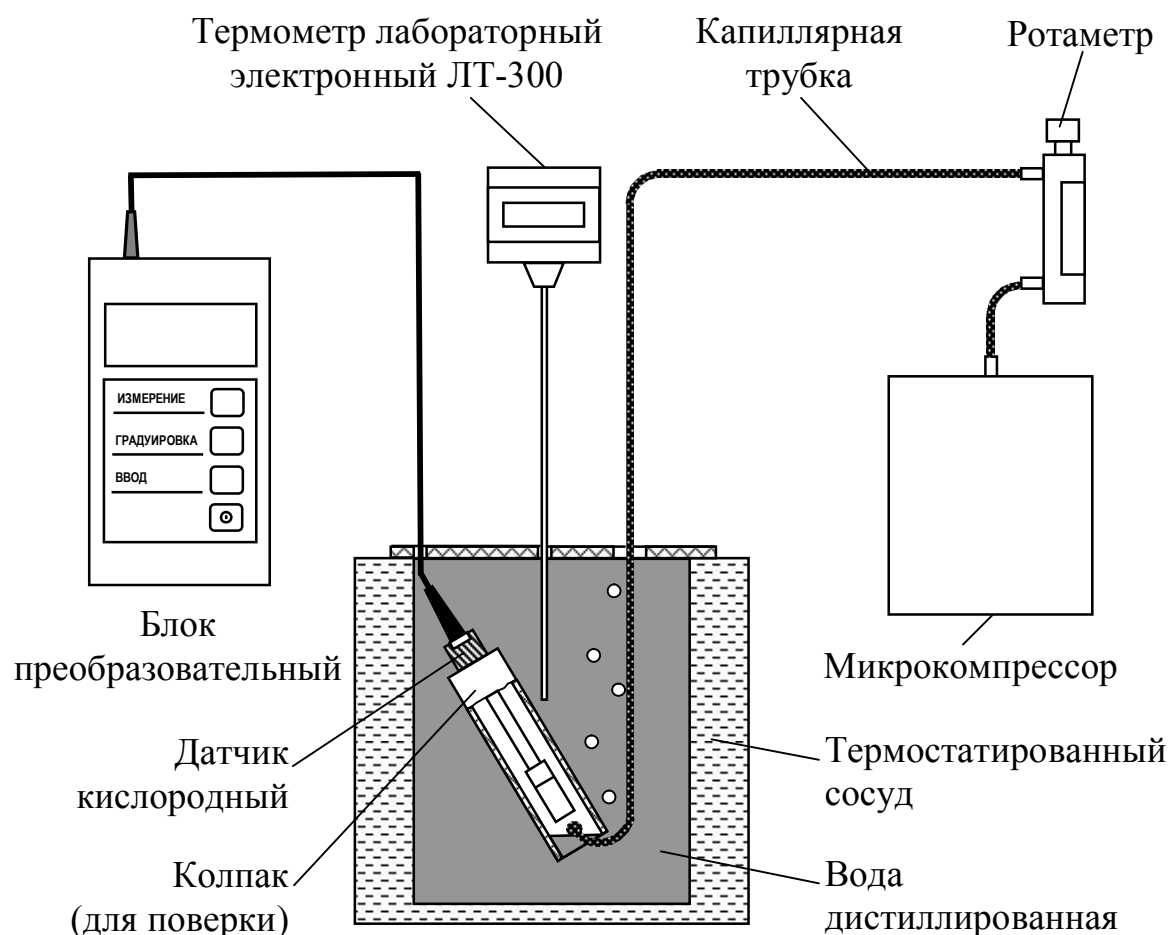 Термометр лабораторный
электронный ЛТ-300
Капиллярная
трубка
Ротаметр
ИЗМЕРЕНИЕ
ГРАДУИРОВКА
ВВОД
Блок
преобразовательный
Микрокомпрессор
Датчик
кислородный
Термостатированный
сосуд
Колпак
(для поверки)
Вода
дистиллированная